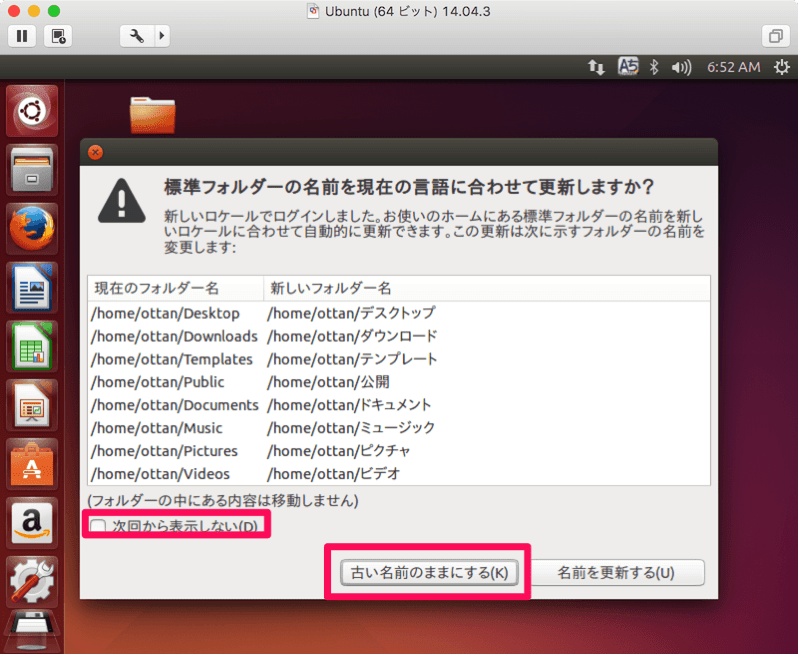 Ubuntu (64 ビット) 14.04.3
A5 6:52 AM
標準フォルダーの名前を現在の言語に合わせて更新しますか?
新しいロケールでログインしました。お使いのホームにある標準フォルダーの名前を新し
いロケールに合わせて自動的に更新できます。この更新は次に示すフォルダーの名前を
変更します:
現在のフォルダー名 新しいフォルダー名
/home/ottan/Desktop /home/ottan/デスクトップ
/home/ottan/Downloads /home/ottan/ダウンロード
/home/ottan/Templates /home/ottan/テンプレート
/home/ottan/Public /home/ottan/公開
/home/ottan/Documents /home/ottan/ドキュメント
/home/ottan/Music /home/ottan/ミュージック
/home/ottan/Pictures /home/ottan/ピクチャ
/home/ottan/Videos /home/ottan/ビデオ
(フォルダーの中にある内容は移動しません)
次回から表示しない(D)
古い名前のままにする(K) 名前を更新する(U)
a